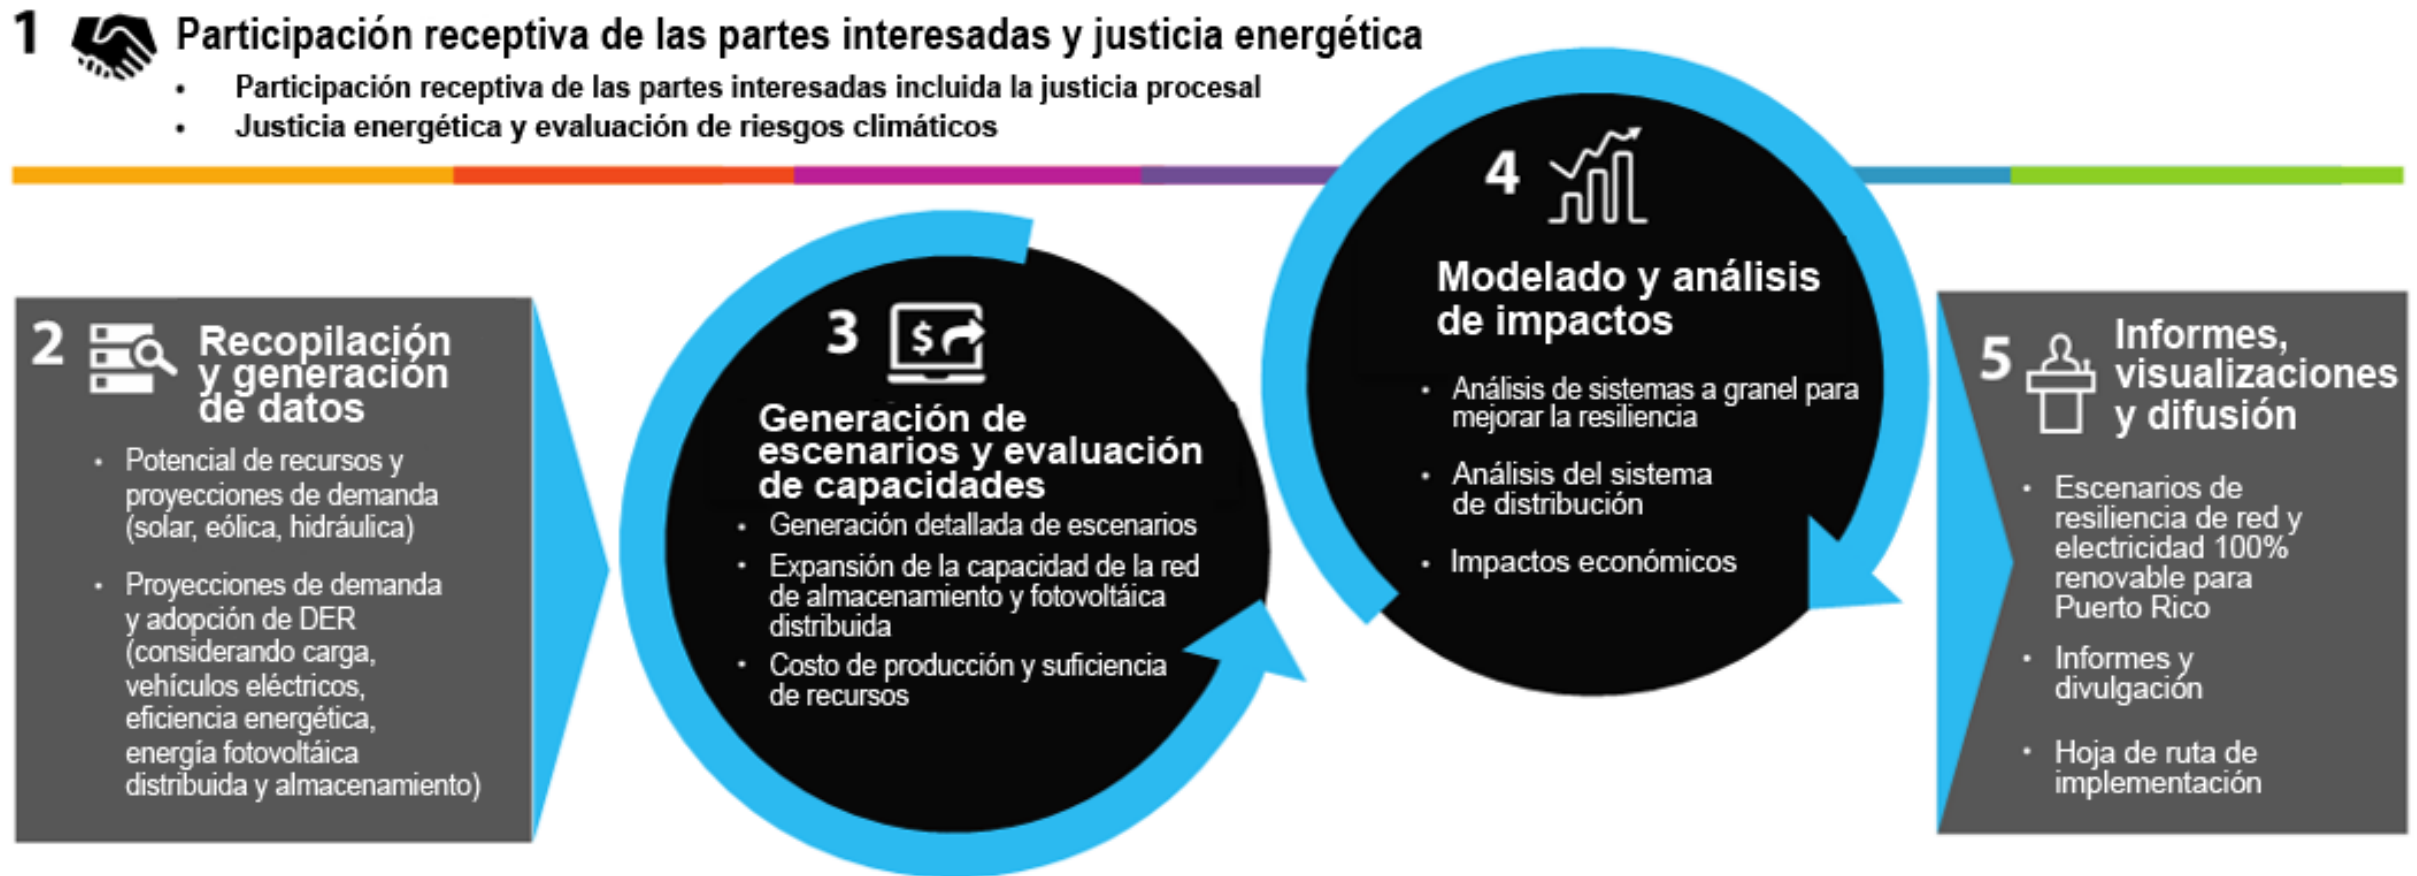 1 Participación receptiva de las partes interesadas y justicia energética
• Participación receptiva de las partes interesadas incluida la justicia procesal
• Justicia energética y evaluación de riesgos climáticos
2 Recopilación
y generación
de datos
• Potencial de recursos y
proyecciones de demanda
(solar, eólica, hidráulica)
• Proyecciones de demanda
y adopción de DER
(considerando carga,
vehículos eléctricos,
eficiencia energética,
energía fotovoltáica
distribuida y almacenamiento)
3 $
Generación de
escenarios y evaluación
de capacidades
• Generación detallada de escenarios
• Expansión de la capacidad de la red
de almacenamiento y fotovoltáica
distribuida
• Costo de producción y suficiencia
de recursos
4
Modelado y análisis
de impactos
• Análisis de sistemas a granel para
mejorar la resiliencia
• Análisis del sistema
de distribución
• Impactos económicos
5 Informes,
visualizaciones
y difusión
• Escenarios de
resiliencia de red y
electricidad 100%
renovable para
Puerto Rico
• Informes y
divulgación
• Hoja de ruta de
implementación